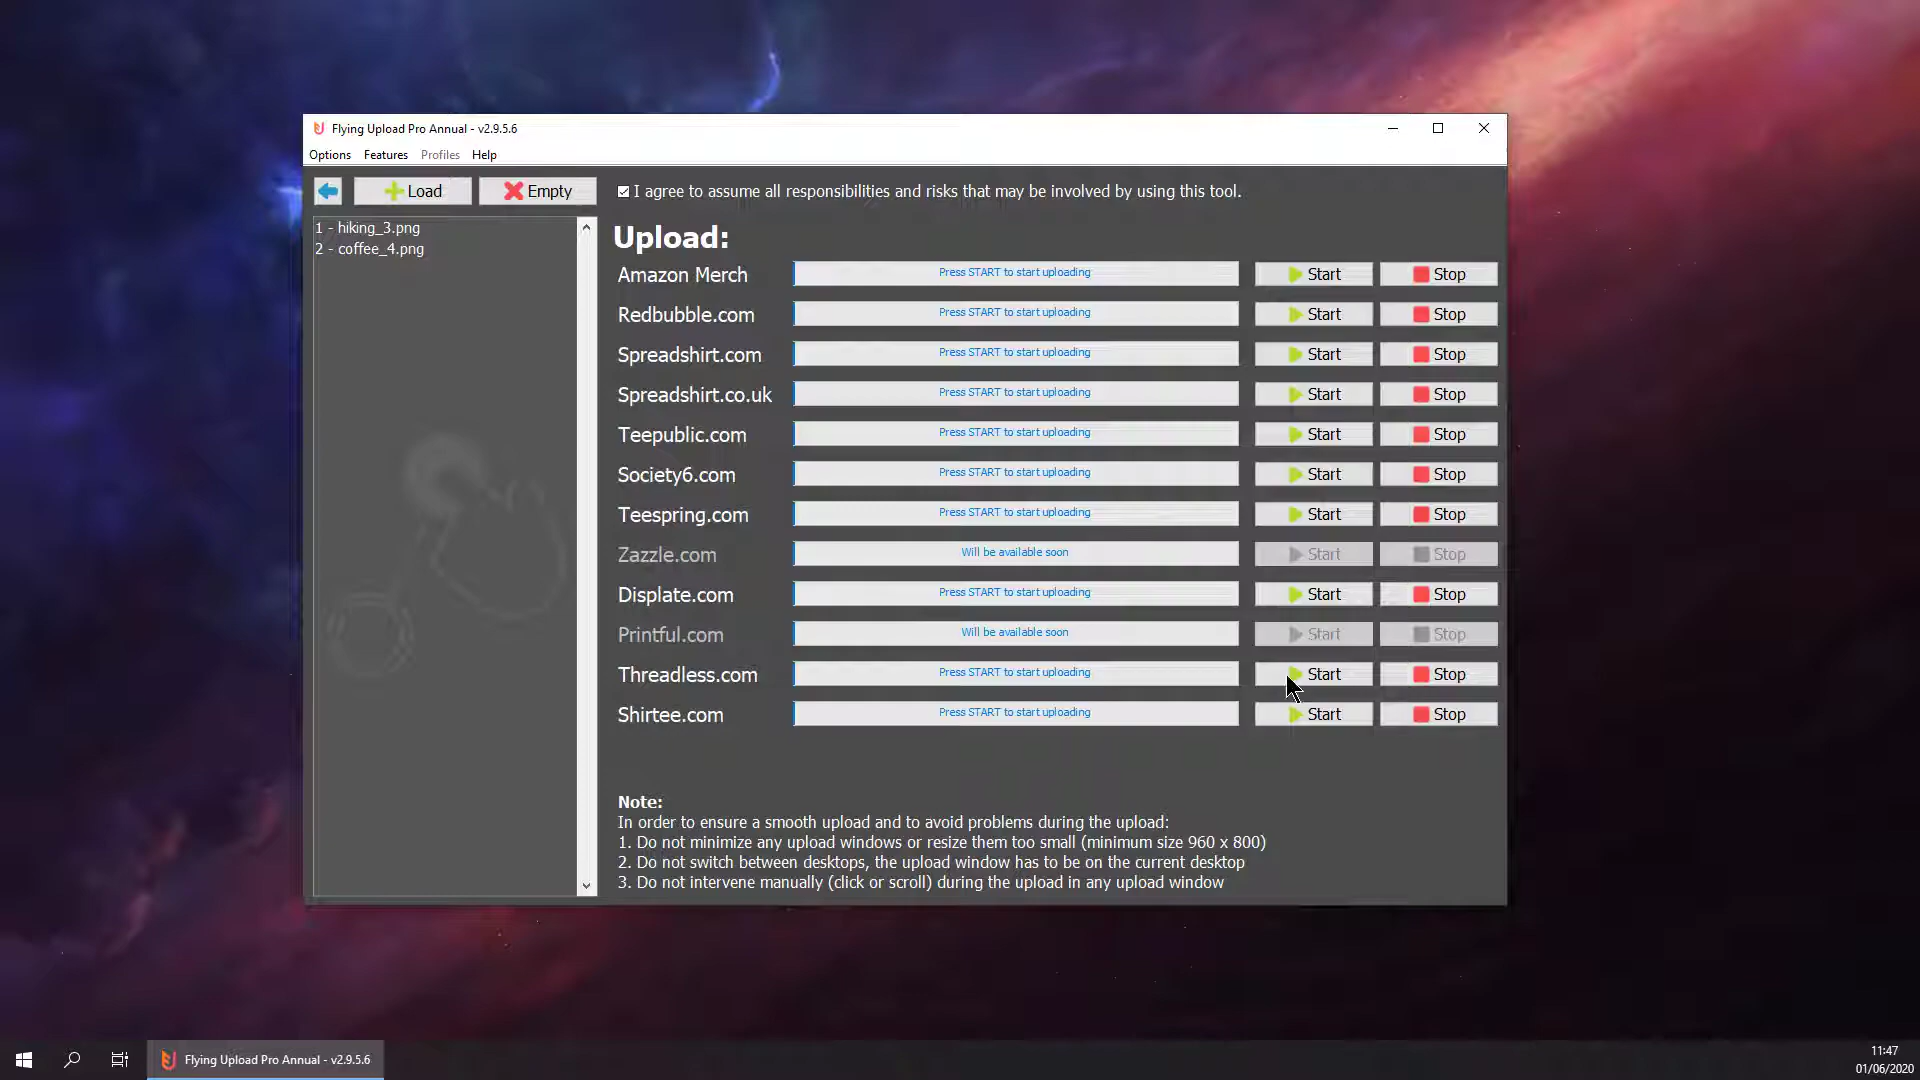 Flying Upload Pro Annual - v2.9.5.6
Options Features Profiles Help
Load Empty
I agree to assume all responsibilities and risks that may be involved by using this tool.
1 - hiking_3.png
2 - coffee_4.png
Upload:
Amazon Merch Press START to start uploading Start Stop
Redbubble.com Press START to start uploading Start Stop
Spreadshirt.com Press START to start uploading Start Stop
Spreadshirt.co.uk Press START to start uploading Start Stop
Teepublic.com Press START to start uploading Start Stop
Society6.com Press START to start uploading Start Stop
Teespring.com Press START to start uploading Start Stop
Zazzle.com Will be available soon Start Stop
Displate.com Press START to start uploading Start Stop
Printful.com Will be available soon Start Stop
Threadless.com Press START to start uploading Start Stop
Shirtee.com Press START to start uploading Start Stop
Note:
In order to ensure a smooth upload and to avoid problems during the upload:
1. Do not minimize any upload windows or resize them too small (minimum size 960 x 800)
2. Do not switch between desktops, the upload window has to be on the current desktop
3. Do not intervene manually (click or scroll) during the upload in any upload window
Flying Upload Pro Annual - v2.9.5.6
11:47
01/06/2020